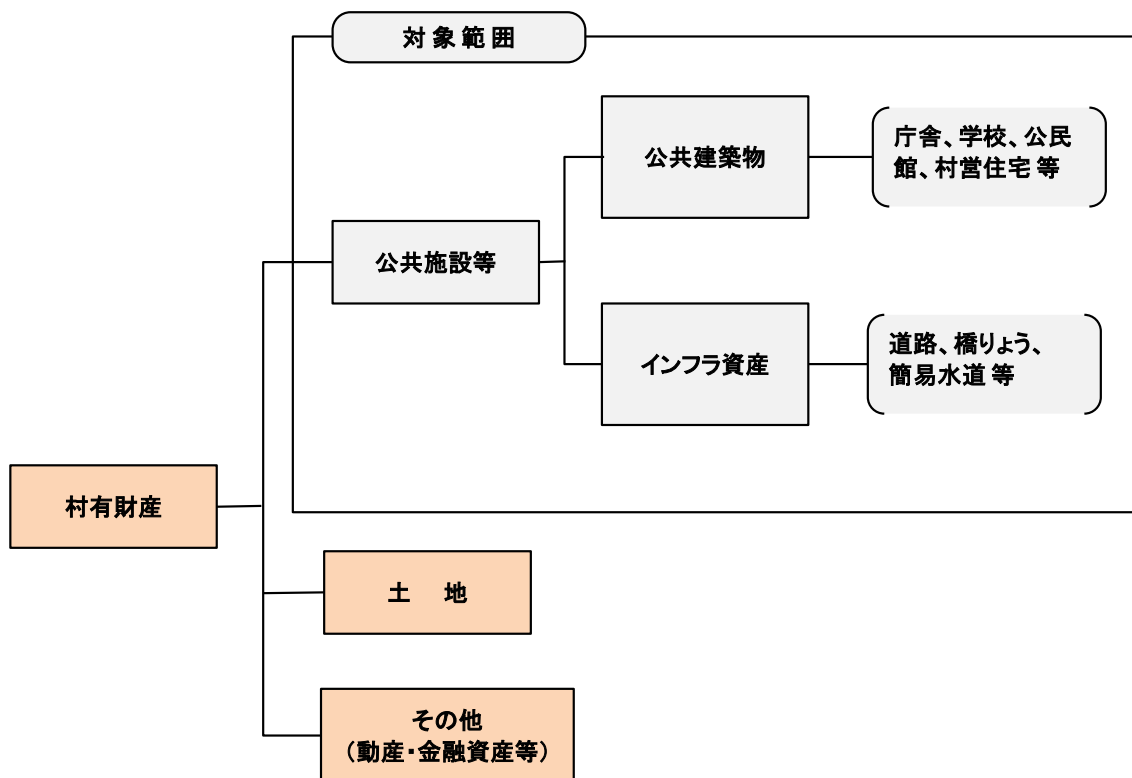 対象範囲
公共建築物
庁舎、学校、公民
館、村営住宅 等
公共施設等
インフラ資産
道路、橋りょう、
簡易水道 等
村有財産
土 地
その他
（動産・金融資産等）